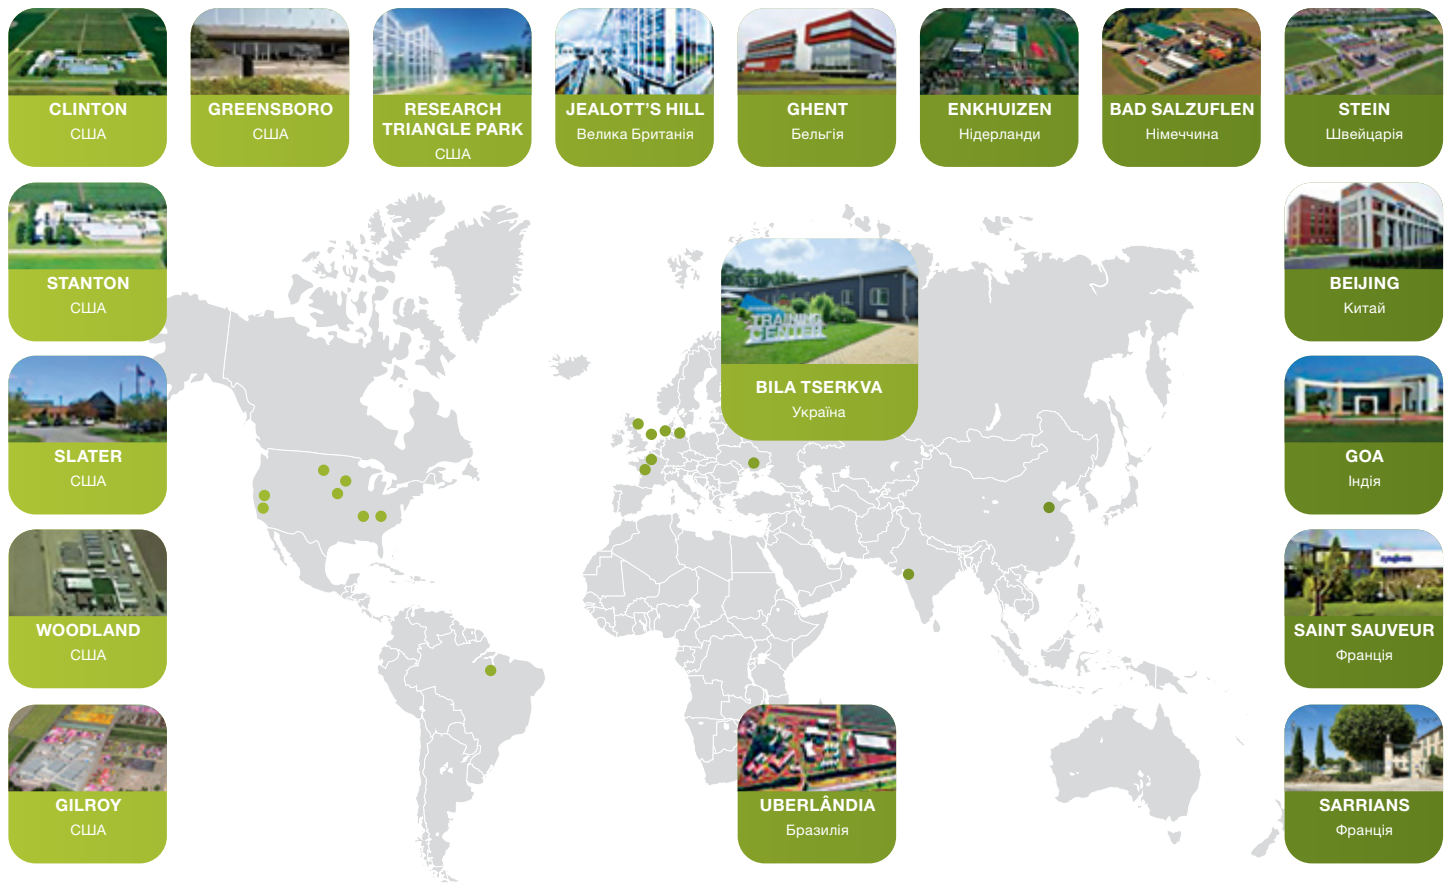 CLINTON
США
GREENSBORO
США
RESEARCH
TRIANGLE PARK
США
JEALOTT’S HILL
Велика Британія
GHENT
Бельгія
ENKHUIZEN
Нідерланди
BAD SALZUFLEN
Німеччина
STEIN
Швейцарія
STANTON
США
TRAINING
CENTER
BILA TSERKVA
Україна
BEIJING
Китай
SLATER
США
GOA
Індія
WOODLAND
США
SAINT SAUVEUR
Франція
GILROY
США
UBERLÂNDIA
Бразилія
SARRIANS
Франція